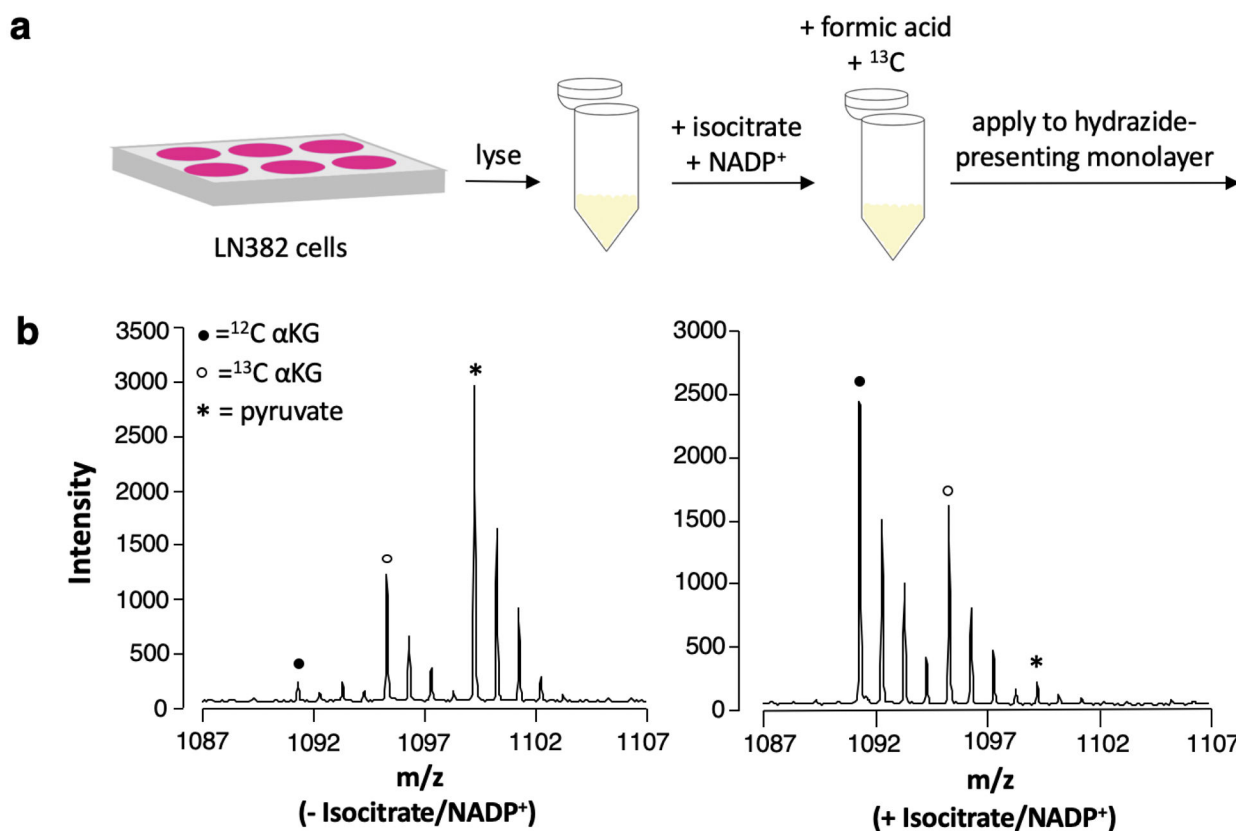 a
LN382 cells
lyse
+ isocitrate
+ NADP⁺
+ formic acid
+ ¹³C
apply to hydrazide-
presenting monolayer
b
Intensity
3500
3000
2500
2000
1500
1000
500
0
● =¹²C αKG
○ =¹³C αKG
* = pyruvate
*
○
●
1087
1092
1097
1102
1107
m/z
(- Isocitrate/NADP⁺)
3000
2500
2000
1500
1000
500
0
●
○
*
1087
1092
1097
1102
1107
m/z
(+ Isocitrate/NADP⁺)